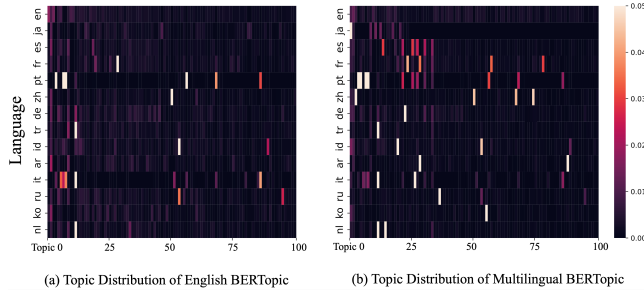 Language
en
ja
es
fr
pt
zh
de
tr
id
ar
it
ru
ko
nl
Topic 0 25 50 75 100
(a) Topic Distribution of English BERTopic
en
ja
es
fr
pt
zh
de
tr
id
ar
it
ru
ko
nl
Topic 0 25 50 75 100
(b) Topic Distribution of Multilingual BERTopic
0.05
0.04
0.03
0.02
0.01
0.00